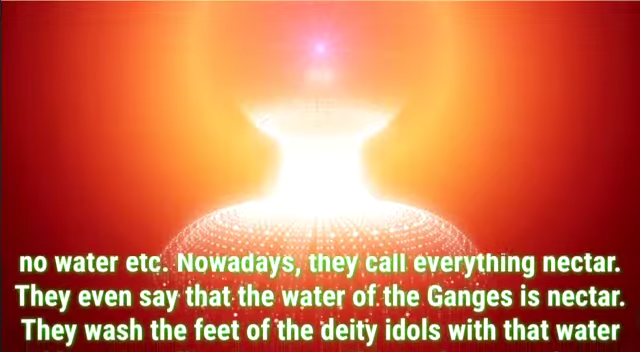 no water etc. Nowadays, they call everything nectar.
They even say that the water of the Ganges is nectar.
They wash the feet of the deity idols with that water